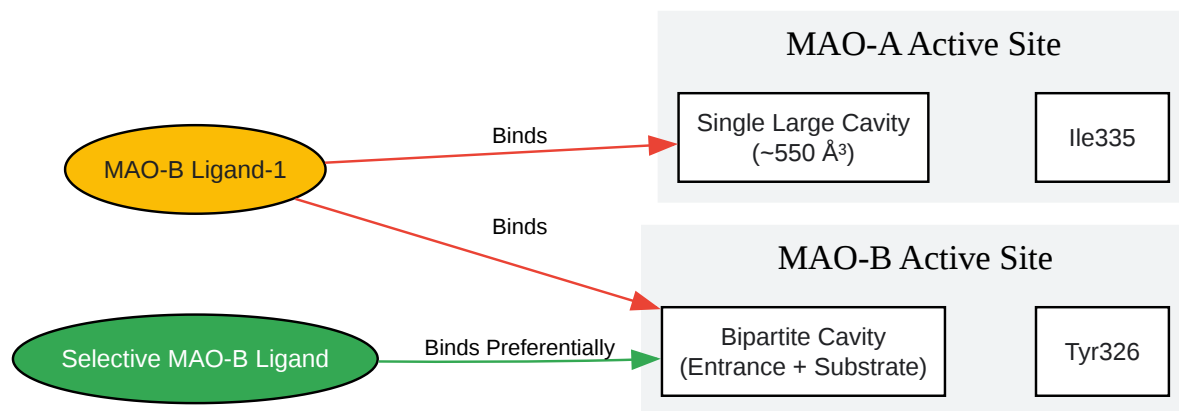 MAO-A Active Site
Single Large Cavity
(~550 Å³)
Ile335
Binds
MAO-B Ligand-1
Binds
MAO-B Active Site
Bipartite Cavity
(Entrance + Substrate)
Tyr326
Binds Preferentially
Selective MAO-B Ligand